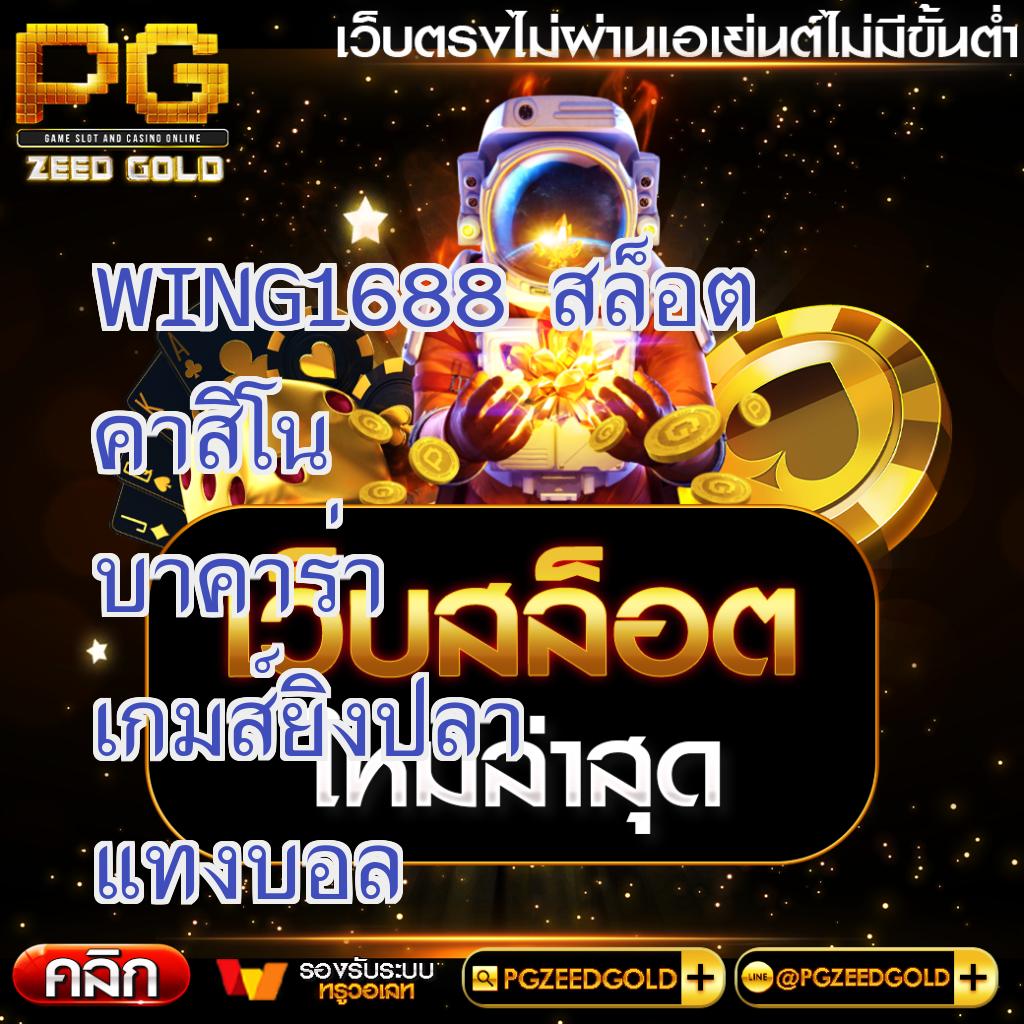 เว็บตรงไม่ผ่านเอเย่นต์ไม่มีขั้นต่ำ
PG
GAME SLOT AND CASINO ONLINE
ZEED GOLD
WING1688 สล็อต
คาสิโน
บาคาร่า
เว็บสล็อต
เกมส์ยิงปลา
ใหม่ล่าสุด
แทงบอล
คลิก
รองรับระบบ
ทรูวอเลท
PGZEEDGOLD
LINE @PGZEEDGOLD